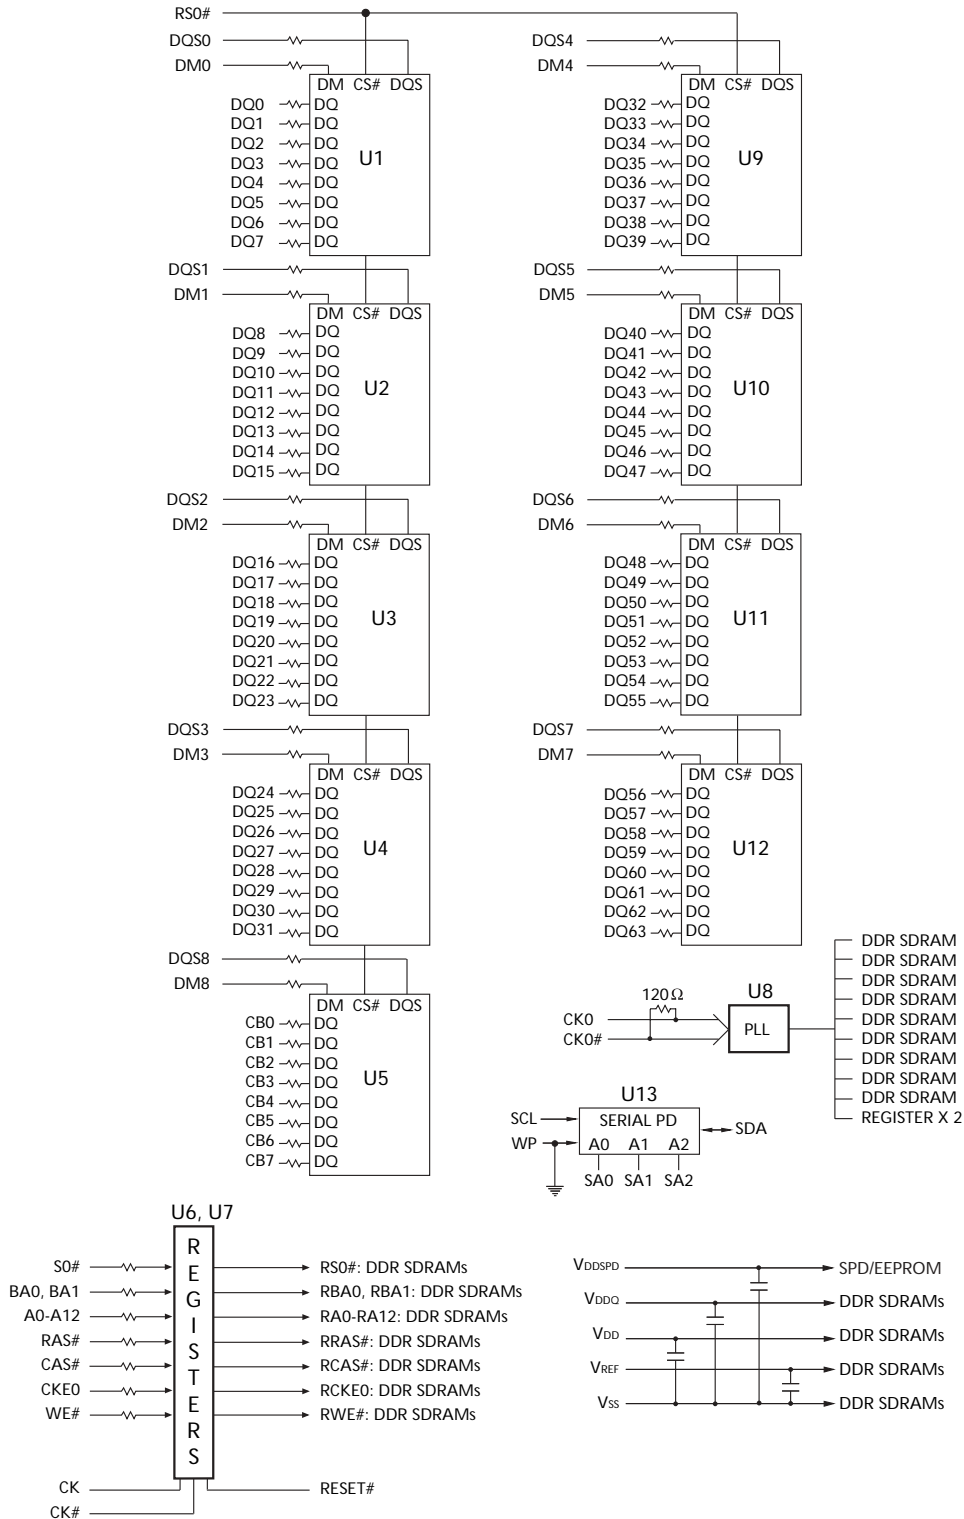 RS0#
DQS0
DM0
DM CS# DQS
DQ0 DQ
DQ1 DQ
DQ2 DQ
DQ3 DQ
DQ4 DQ
DQ5 DQ
DQ6 DQ
DQ7 DQ
U1
DQS1
DM1
DM CS# DQS
DQ8 DQ
DQ9 DQ
DQ10 DQ
DQ11 DQ
DQ12 DQ
DQ13 DQ
DQ14 DQ
DQ15 DQ
U2
DQS2
DM2
DM CS# DQS
DQ16 DQ
DQ17 DQ
DQ18 DQ
DQ19 DQ
DQ20 DQ
DQ21 DQ
DQ22 DQ
DQ23 DQ
U3
DQS3
DM3
DM CS# DQS
DQ24 DQ
DQ25 DQ
DQ26 DQ
DQ27 DQ
DQ28 DQ
DQ29 DQ
DQ30 DQ
DQ31 DQ
U4
DQS8
DM8
DM CS# DQS
CB0 DQ
CB1 DQ
CB2 DQ
CB3 DQ
CB4 DQ
CB5 DQ
CB6 DQ
CB7 DQ
U5
DQS4
DM4
DM CS# DQS
DQ32 DQ
DQ33 DQ
DQ34 DQ
DQ35 DQ
DQ36 DQ
DQ37 DQ
DQ38 DQ
DQ39 DQ
U9
DQS5
DM5
DM CS# DQS
DQ40 DQ
DQ41 DQ
DQ42 DQ
DQ43 DQ
DQ44 DQ
DQ45 DQ
DQ46 DQ
DQ47 DQ
U10
DQS6
DM6
DM CS# DQS
DQ48 DQ
DQ49 DQ
DQ50 DQ
DQ51 DQ
DQ52 DQ
DQ53 DQ
DQ54 DQ
DQ55 DQ
U11
DQS7
DM7
DM CS# DQS
DQ56 DQ
DQ57 DQ
DQ58 DQ
DQ59 DQ
DQ60 DQ
DQ61 DQ
DQ62 DQ
DQ63 DQ
U12
120Ω
CK0
CK0#
U8
PLL
DDR SDRAM
DDR SDRAM
DDR SDRAM
DDR SDRAM
DDR SDRAM
DDR SDRAM
DDR SDRAM
DDR SDRAM
DDR SDRAM
REGISTER X 2
U13
SCL SERIAL PD SDA
WP A0 A1 A2
SA0 SA1 SA2
U6, U7
REGISTERS
S0# RS0#: DDR SDRAMs
BA0, BA1 RBA0, RBA1: DDR SDRAMs
A0-A12 RA0-RA12: DDR SDRAMs
RAS# RRAS#: DDR SDRAMs
CAS# RCAS#: DDR SDRAMs
CKE0 RCKE0: DDR SDRAMs
WE# RWE#: DDR SDRAMs
CK RESET#
CK#
VDDSPD SPD/EEPROM
VDDQ DDR SDRAMs
VDD DDR SDRAMs
VREF DDR SDRAMs
VSS DDR SDRAMs